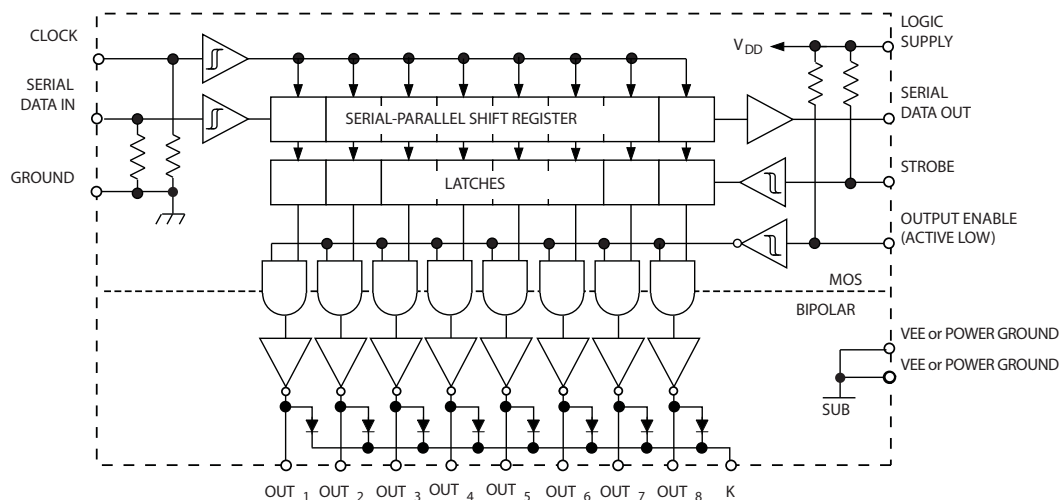 CLOCK
SERIAL
DATA IN
GROUND
VDD
LOGIC
SUPPLY
SERIAL-PARALLEL SHIFT REGISTER
SERIAL
DATA OUT
LATCHES
STROBE
OUTPUT ENABLE
(ACTIVE LOW)
MOS
BIPOLAR
VEE or POWER GROUND
VEE or POWER GROUND
SUB
OUT 1 OUT 2 OUT 3 OUT 4 OUT 5 OUT 6 OUT 7 OUT 8 K